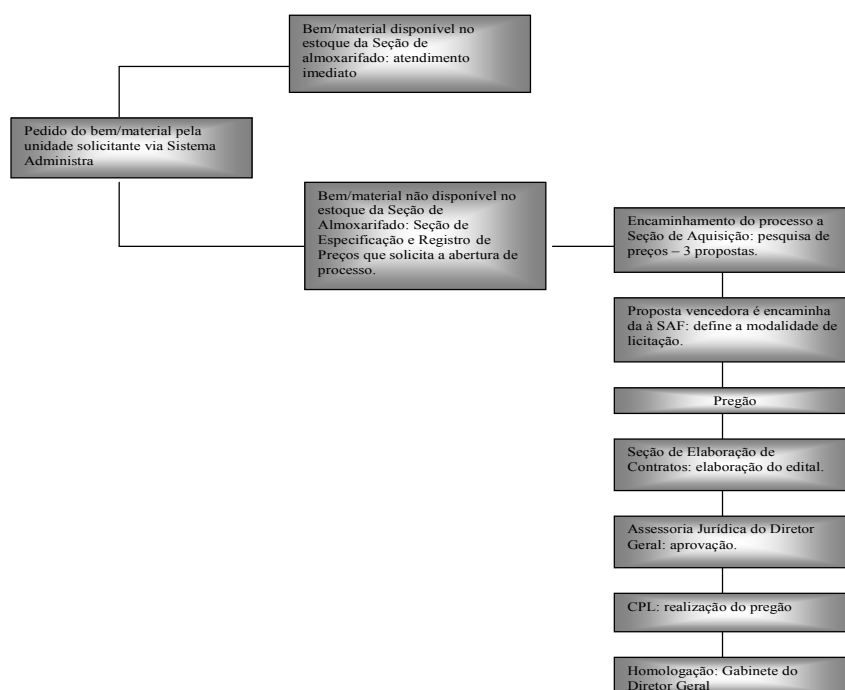 Bem/material disponível no
estoque da Seção de
almoxarifado: atendimento
imediato
Pedido do bem/material pela
unidade solicitante via Sistema
Administra
Bem/material não disponível no
estoque da Seção de
Almoxarifado: Seção de
Especificação e Registro de
Preços que solicita a abertura de
processo.
Encaminhamento do processo a
Seção de Aquisição: pesquisa de
preços – 3 propostas.
Proposta vencedora é encaminha
da à SAF: define a modalidade de
licitação.
Pregão
Seção de Elaboração de
Contratos: elaboração do edital.
Assessoria Jurídica do Diretor
Geral: aprovação.
CPL: realização do pregão
Homologação: Gabinete do
Diretor Geral